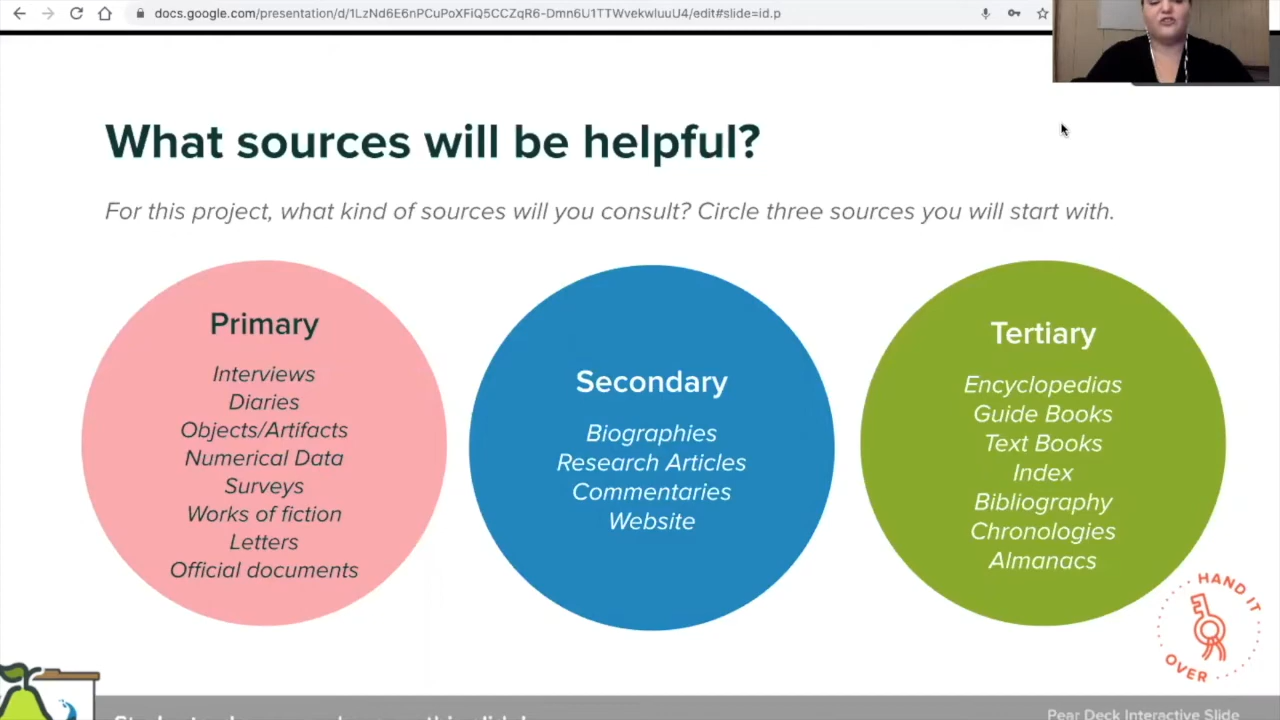 docs.google.com/presentation/d/1LzNd6E6nPCuPoXFiQ5CCZqR6-Dmn6U1TTWvekwluuU4/edit#slide=id.p
What sources will be helpful?
For this project, what kind of sources will you consult? Circle three sources you will start with.
Primary
Interviews
Diaries
Objects/Artifacts
Numerical Data
Surveys
Works of fiction
Letters
Official documents
Secondary
Biographies
Research Articles
Commentaries
Website
Tertiary
Encyclopedias
Guide Books
Text Books
Index
Bibliography
Chronologies
Almanacs
HAND IT
OVER
Pear Deck Interactive Slide